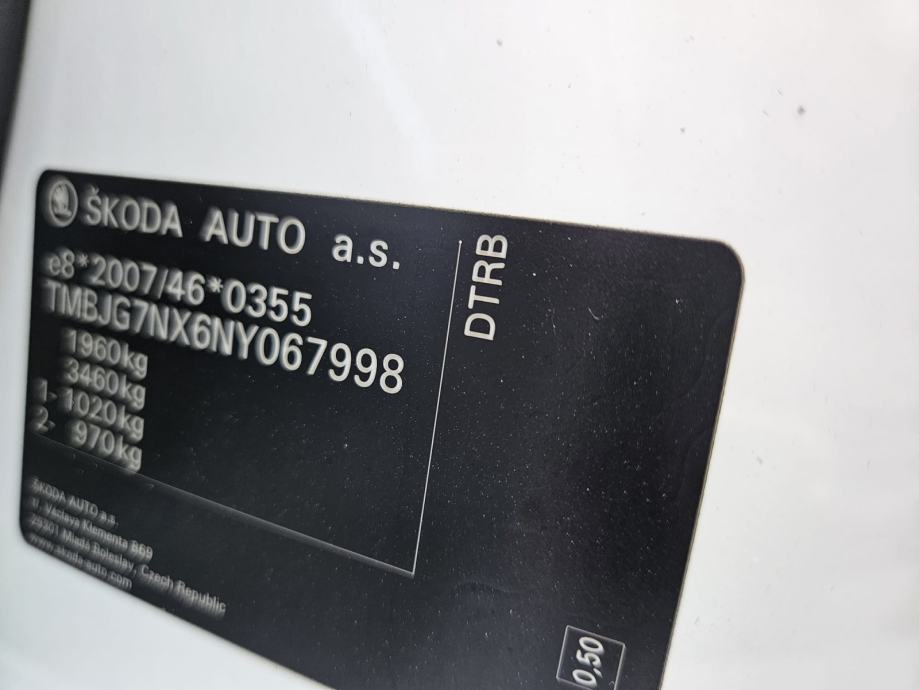 ŠKODA AUTO a.s.
e8*2007/46*0355
TMBJG7NX6NY067998
1960kg
3460kg
1- 1020kg
2- 970kg
DTRB
ŠKODA AUTO a.s.
tř. Václava Klementa 869
29301 Mladá Boleslav, Czech Republic
www.skoda-auto.com
0,50